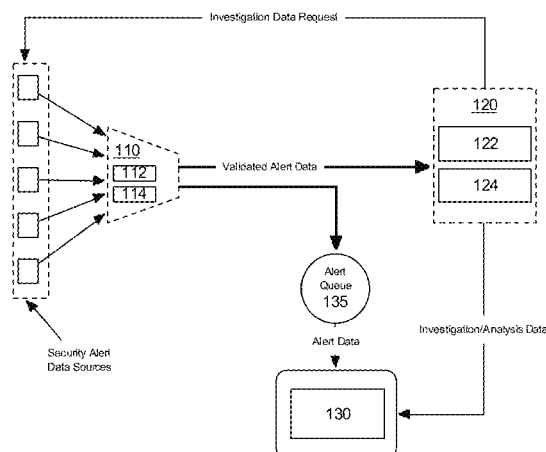 Investigation Data Request
110
112
114
Validated Alert Data
120
122
124
Alert
Queue
135
Security Alert
Data Sources
Alert Data
Investigation/Analysis Data
130